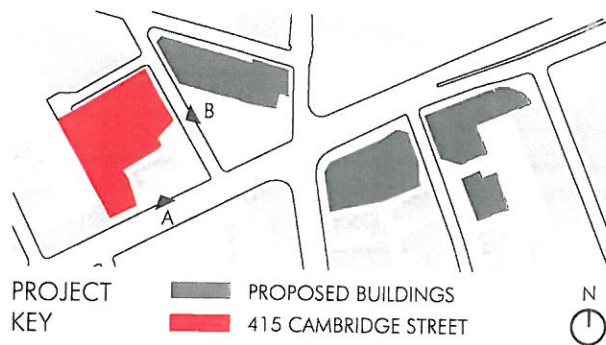 B
A
PROJECT
KEY
PROPOSED BUILDINGS
415 CAMBRIDGE STREET
N